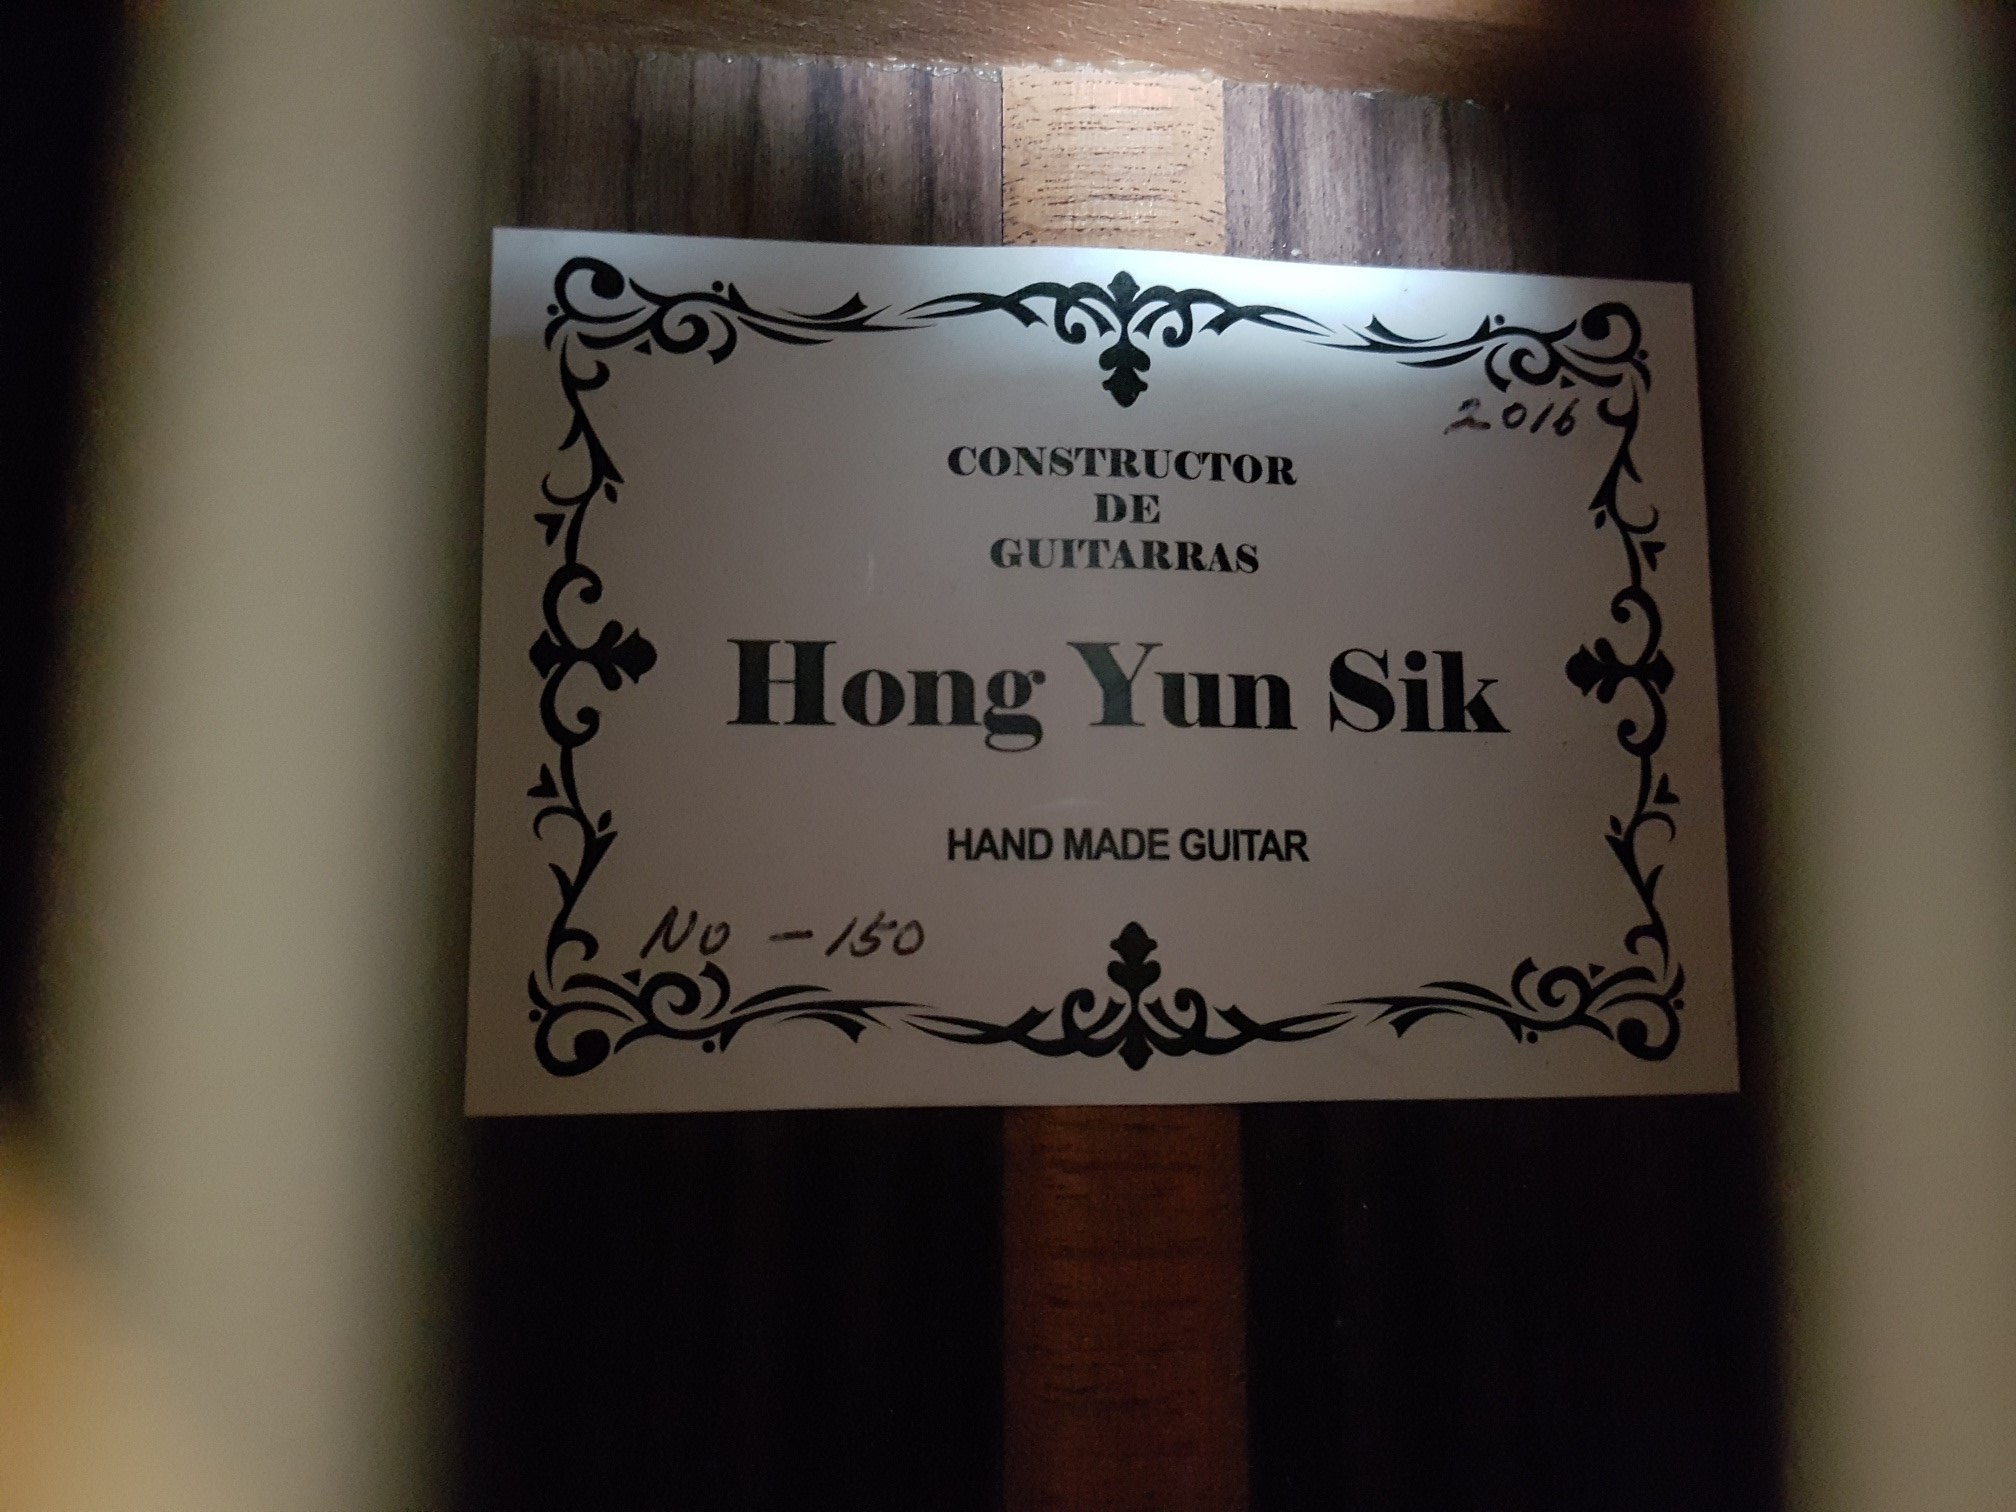 2016
CONSTRUCTOR
DE
GUITARRAS
Hong Yun Sik
HAND MADE GUITAR
No - 150